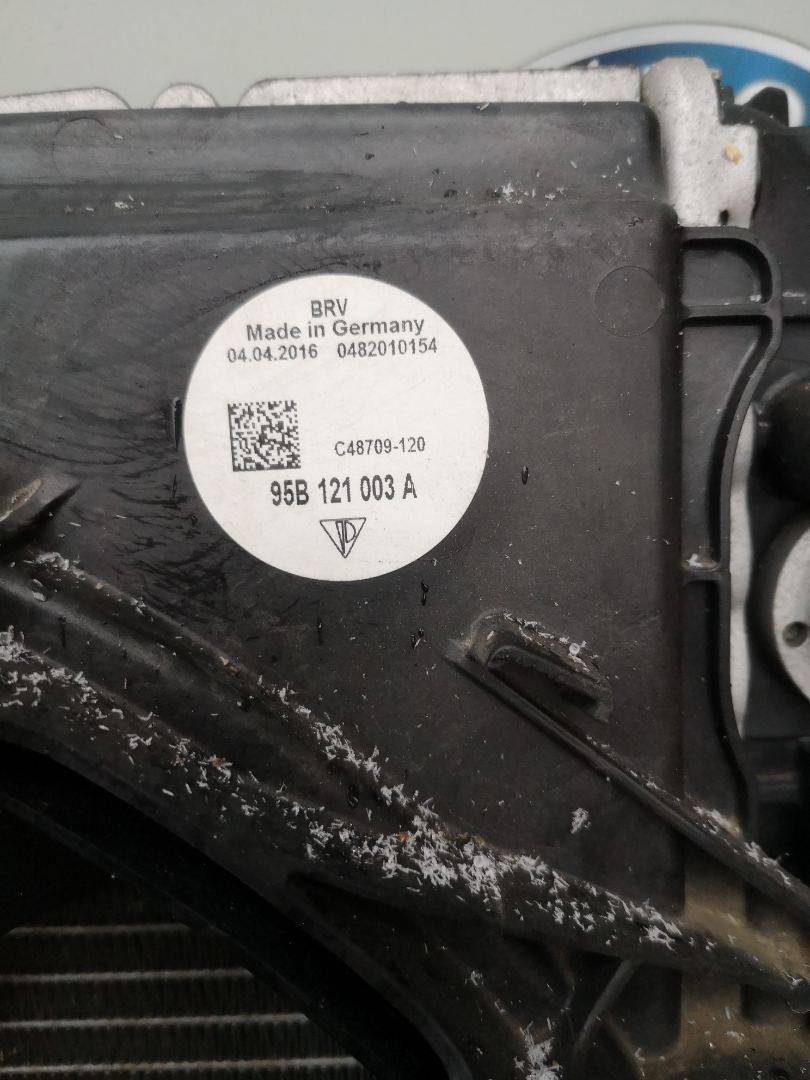 BRV
Made in Germany
04.04.2016 0482010154
C48709-120
95B 121 003 A